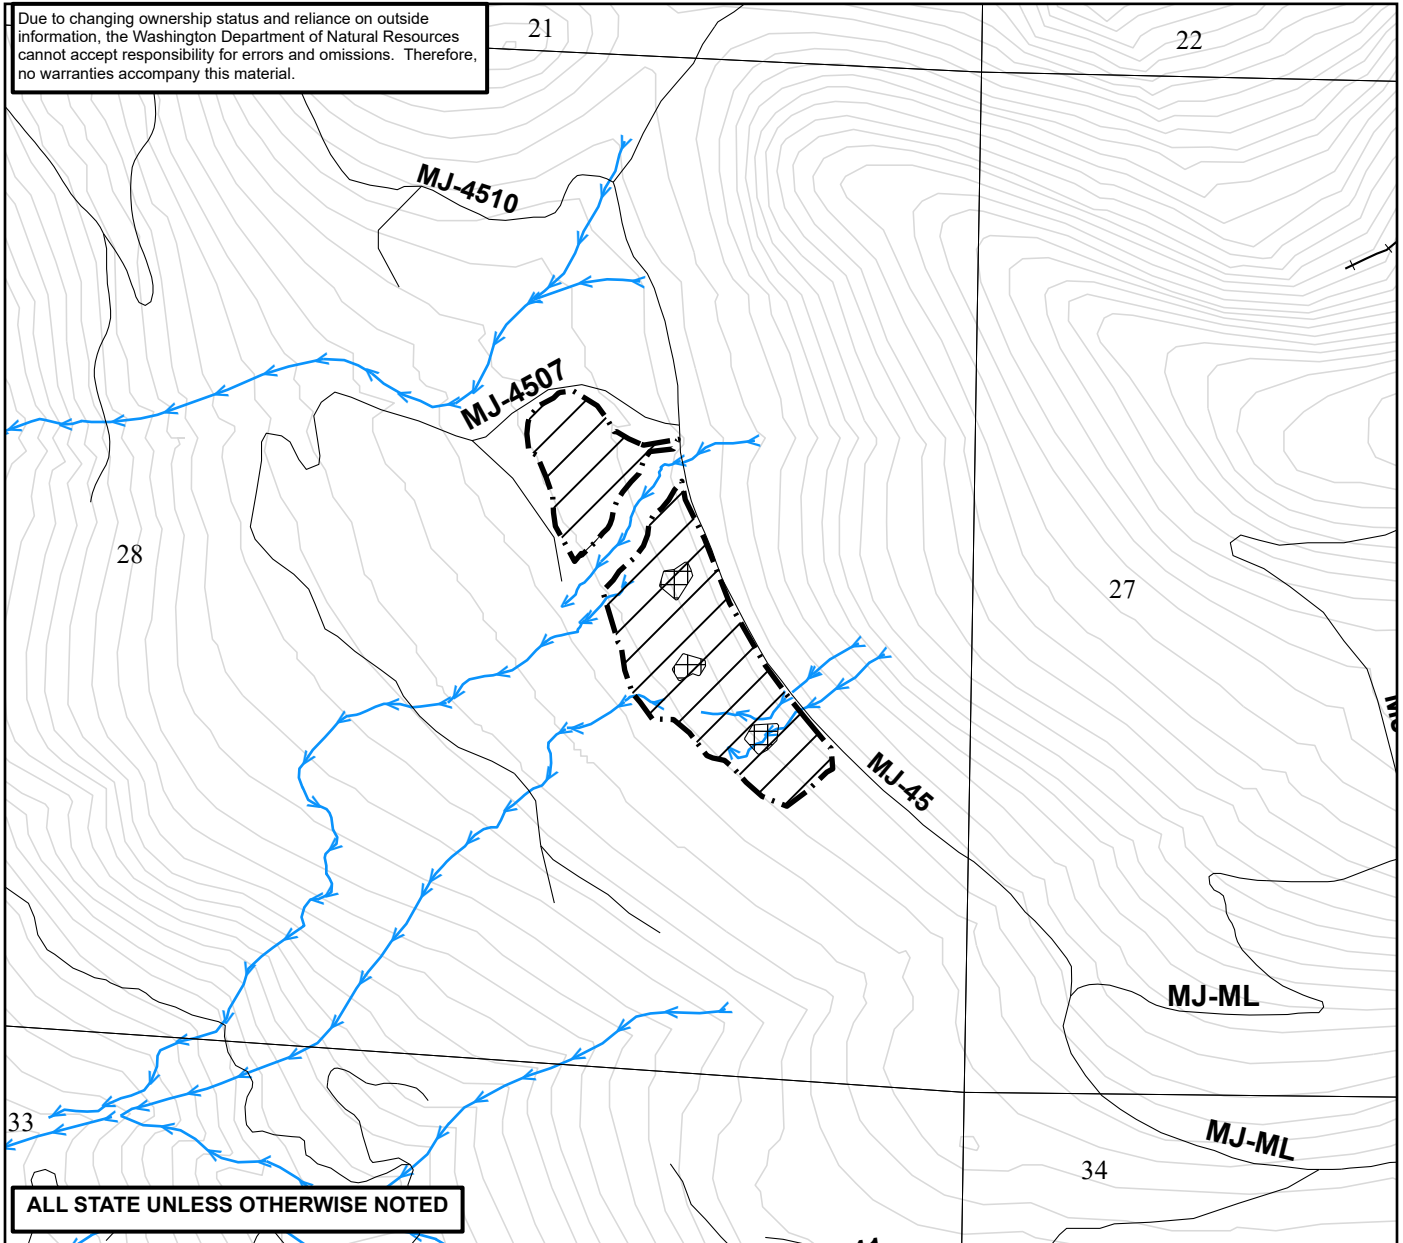 Due to changing ownership status and reliance on outside
information, the Washington Department of Natural Resources
cannot accept responsibility for errors and omissions.  Therefore,
no warranties accompany this material.
21
22
MJ-4510
MJ-4507
28
27
MJ-45
MJ-ML
33
MJ-ML
34
ALL STATE UNLESS OTHERWISE NOTED